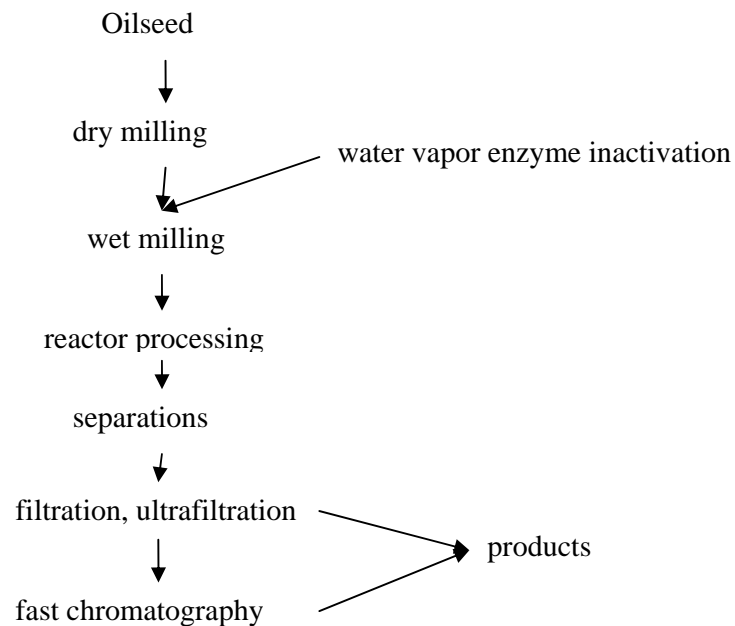 Oilseed
dry milling
water vapor enzyme inactivation
wet milling
reactor processing
separations
filtration, ultrafiltration
products
fast chromatography